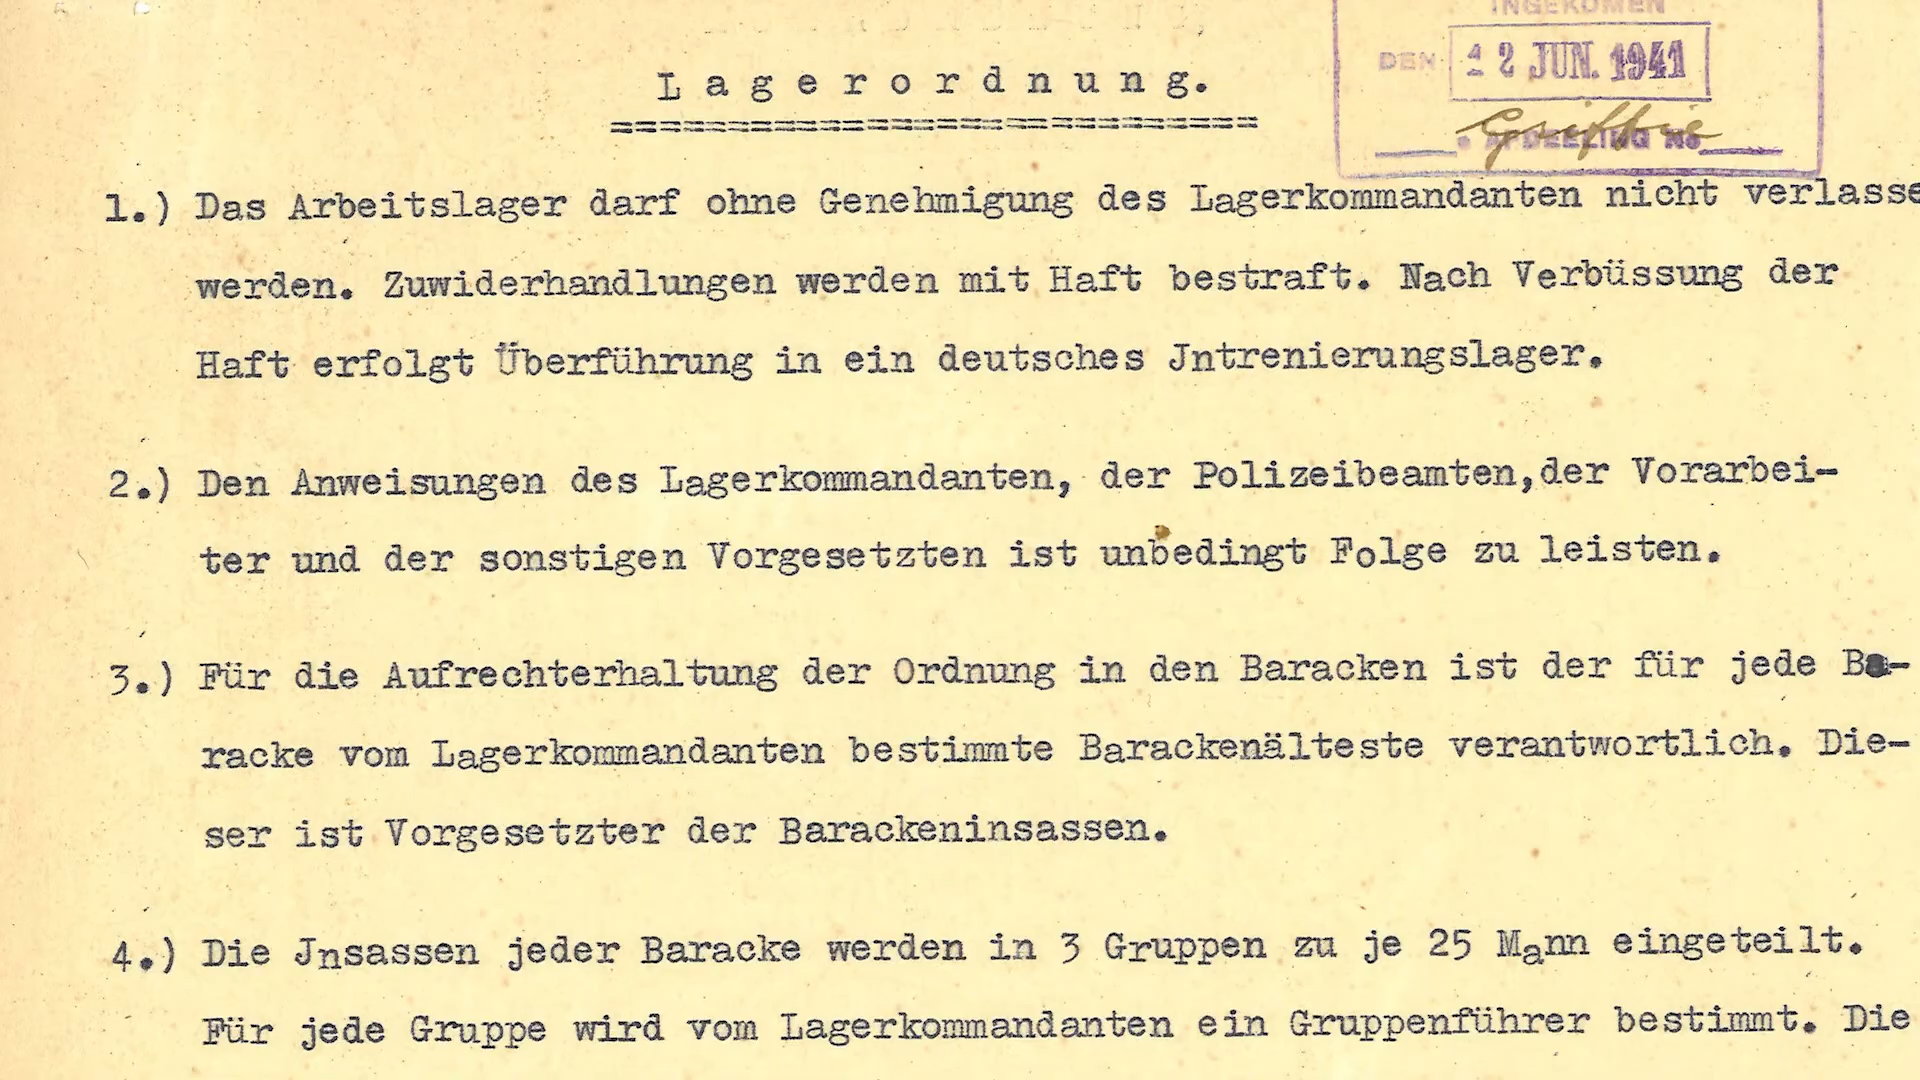 INGEKOMEN
DEN 12 JUN. 1941
Griffie
AFDEELING No
Lagerordnung.
1.) Das Arbeitslager darf ohne Genehmigung des Lagerkommandanten nicht verlasse
werden. Zuwiderhandlungen werden mit Haft bestraft. Nach Verbüssung der
Haft erfolgt Überführung in ein deutsches Jntrenierungslager.
2.) Den Anweisungen des Lagerkommandanten, der Polizeibeamten,der Vorarbei-
ter und der sonstigen Vorgesetzten ist unbedingt Folge zu leisten.
3.) Für die Aufrechterhaltung der Ordnung in den Baracken ist der für jede Ba-
racke vom Lagerkommandanten bestimmte Barackenälteste verantwortlich. Die-
ser ist Vorgesetzter der Barackeninsassen.
4.) Die Jnsassen jeder Baracke werden in 3 Gruppen zu je 25 Mann eingeteilt.
Für jede Gruppe wird vom Lagerkommandanten ein Gruppenführer bestimmt. Die